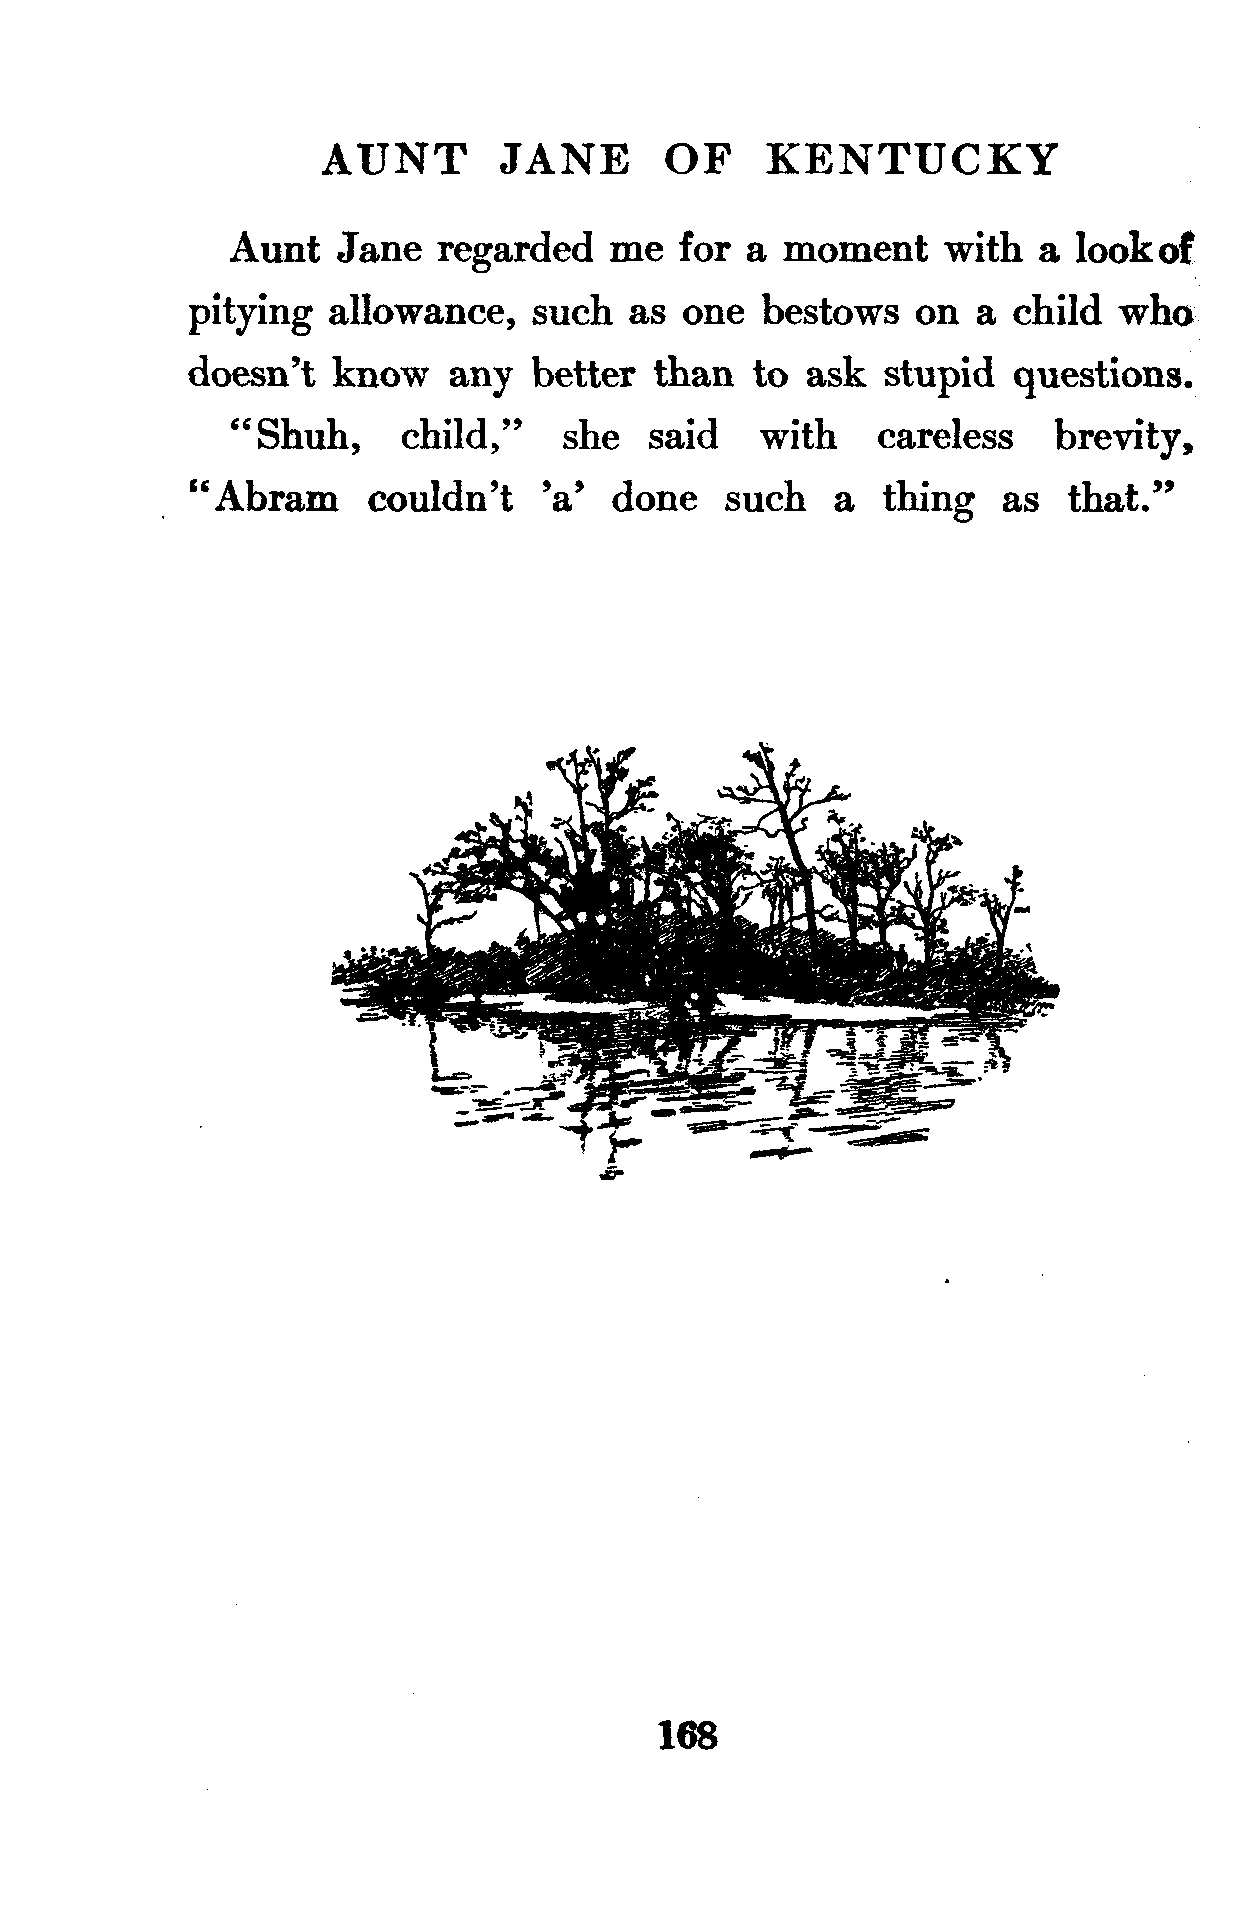 AUNT JANE OF KENTUCKY
Aunt Jane regarded me for a moment with a look of
pitying allowance, such as one bestows on a child who
doesn't know any better than to ask stupid questions.
“Shuh, child,” she said with careless brevity,
“Abram couldn't 'a' done such a thing as that.”
168